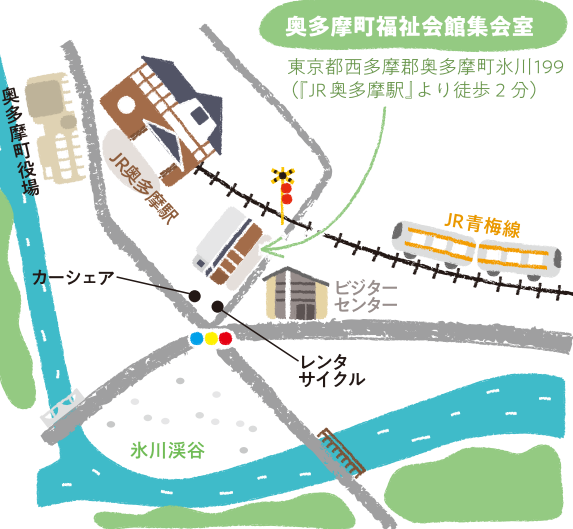 奥多摩町福祉会館集会室
東京都西多摩郡奥多摩町氷川199
(『JR奥多摩駅』より徒歩2分)
奥多摩町役場
JR奥多摩駅
JR青梅線
カーシェア
ビジター
センター
レンタ
サイクル
氷川渓谷